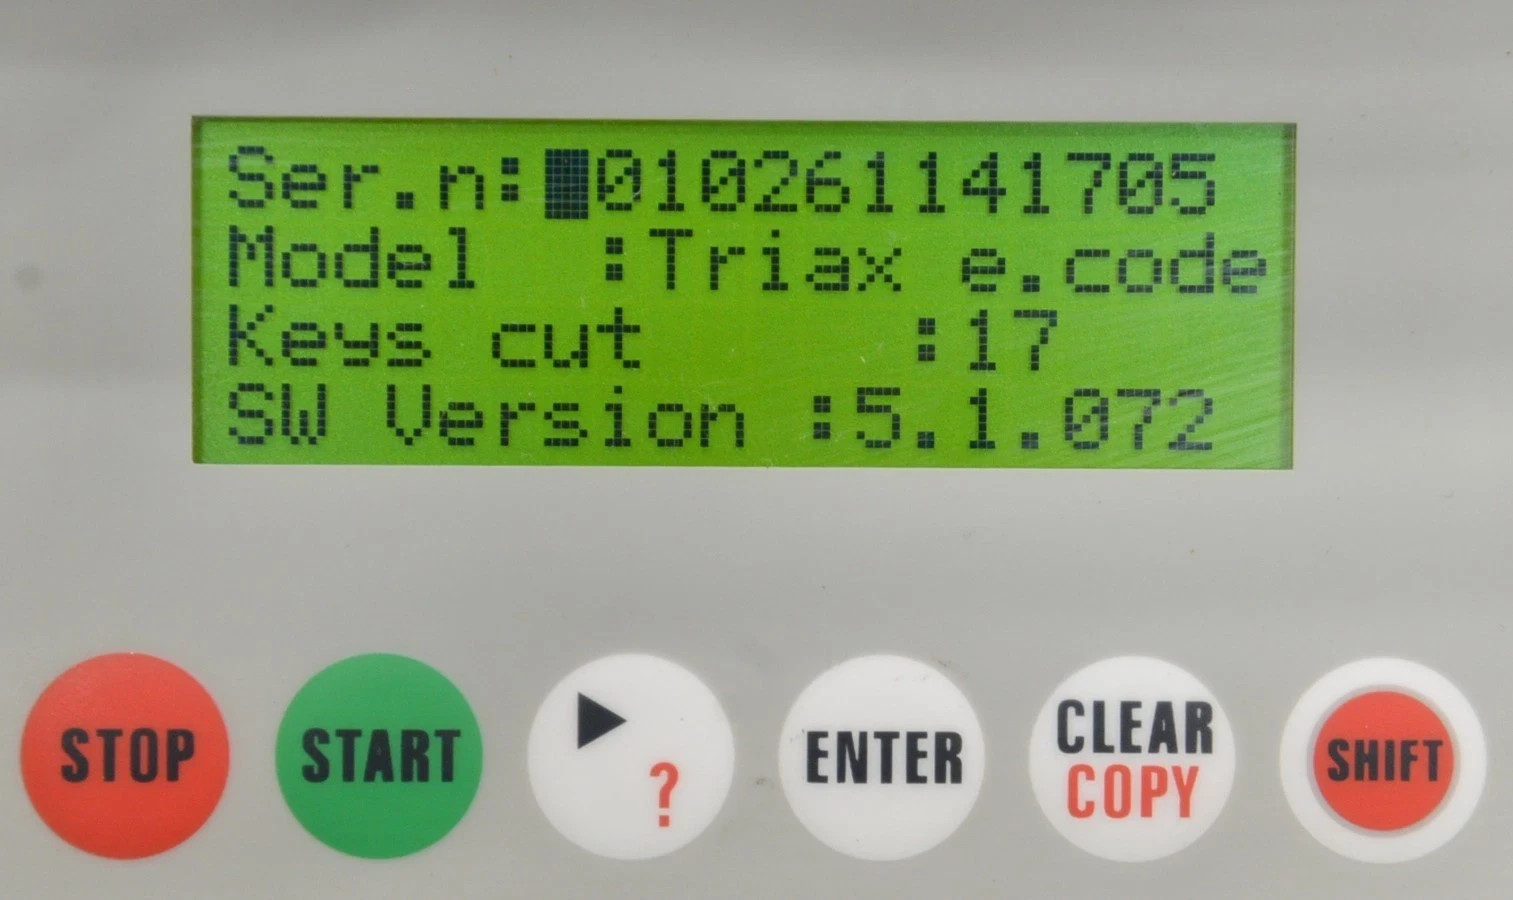 Ser.n:█010261141705
Model  :Triax e.code
Keys cut     :17
SW Version :5.1.072
STOP
START
?
ENTER
CLEAR
COPY
SHIFT